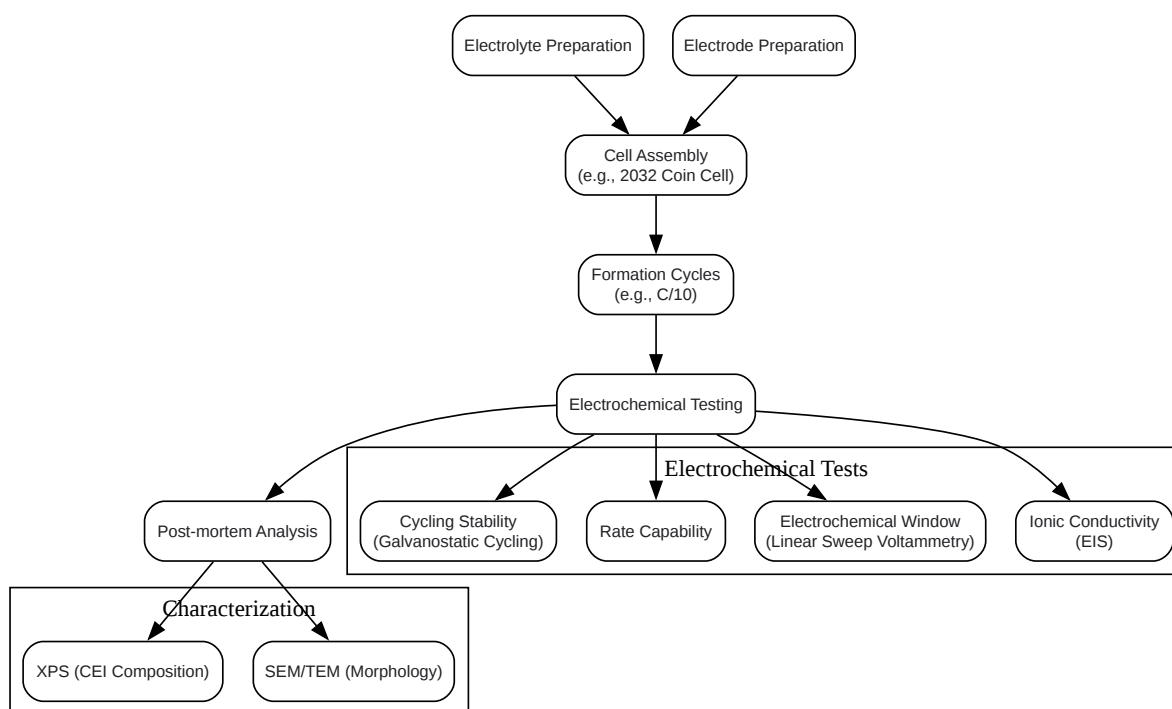 Electrolyte Preparation
Electrode Preparation
Cell Assembly
(e.g., 2032 Coin Cell)
Formation Cycles
(e.g., C/10)
Electrochemical Testing
Electrochemical Tests
Post-mortem Analysis
Cycling Stability
(Galvanostatic Cycling)
Rate Capability
Electrochemical Window
(Linear Sweep Voltammetry)
Ionic Conductivity
(EIS)
Characterization
XPS (CEI Composition)
SEM/TEM (Morphology)